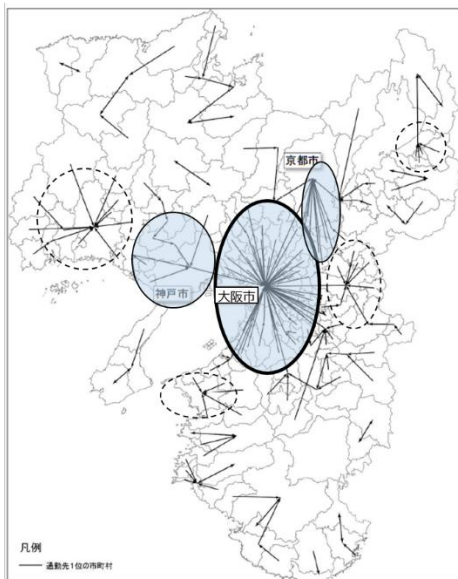 京都市
神戸市
大阪市
凡例
通勤先1位の市町村